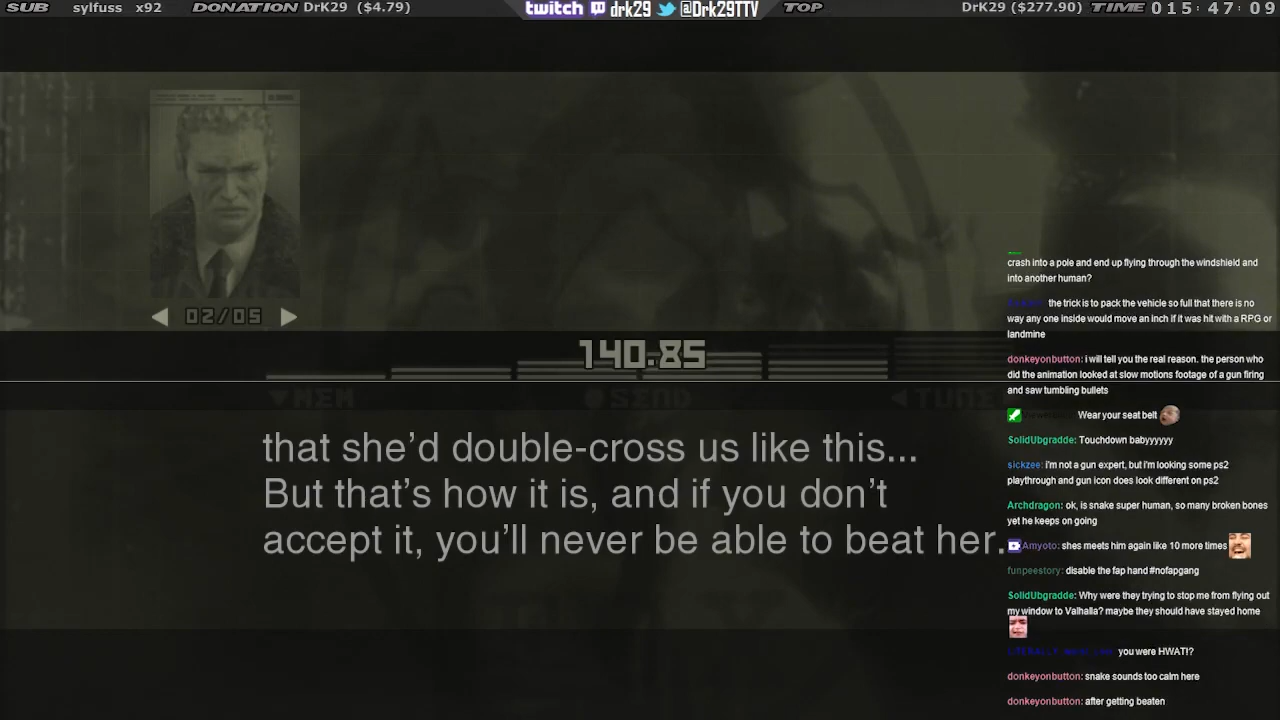 SUB sylfuss x92 DONATION DrK29 ($4.79) twitch drk29 @Drk29TTV TOP DrK29 ($277.90) TIME 015:47:09
02/05
140.85
MEM SEND TUNE
that she'd double-cross us like this...
But that's how it is, and if you don't
accept it, you'll never be able to beat her.
crash into a pole and end up flying through the windshield and
into another human?
the trick is to pack the vehicle so full that there is no
way any one inside would move an inch if it was hit with a RPG or
landmine
donkeyonbutton: i will tell you the real reason. the person who
did the animation looked at slow motions footage of a gun firing
and saw tumbling bullets
Wear your seat belt
SolidUbgradde: Touchdown babyyyyyy
sickzee: i'm not a gun expert, but i'm looking some ps2
playthrough and gun icon does look different on ps2
Archdragon: ok, is snake super human, so many broken bones
yet he keeps on going
Amyoto: shes meets him again like 10 more times
funpeestory: disable the fap hand #nofapgang
SolidUbgradde: Why were they trying to stop me from flying out
my window to Valhalla? maybe they should have stayed home
you were HWAT!?
donkeyonbutton: snake sounds too calm here
donkeyonbutton: after getting beaten